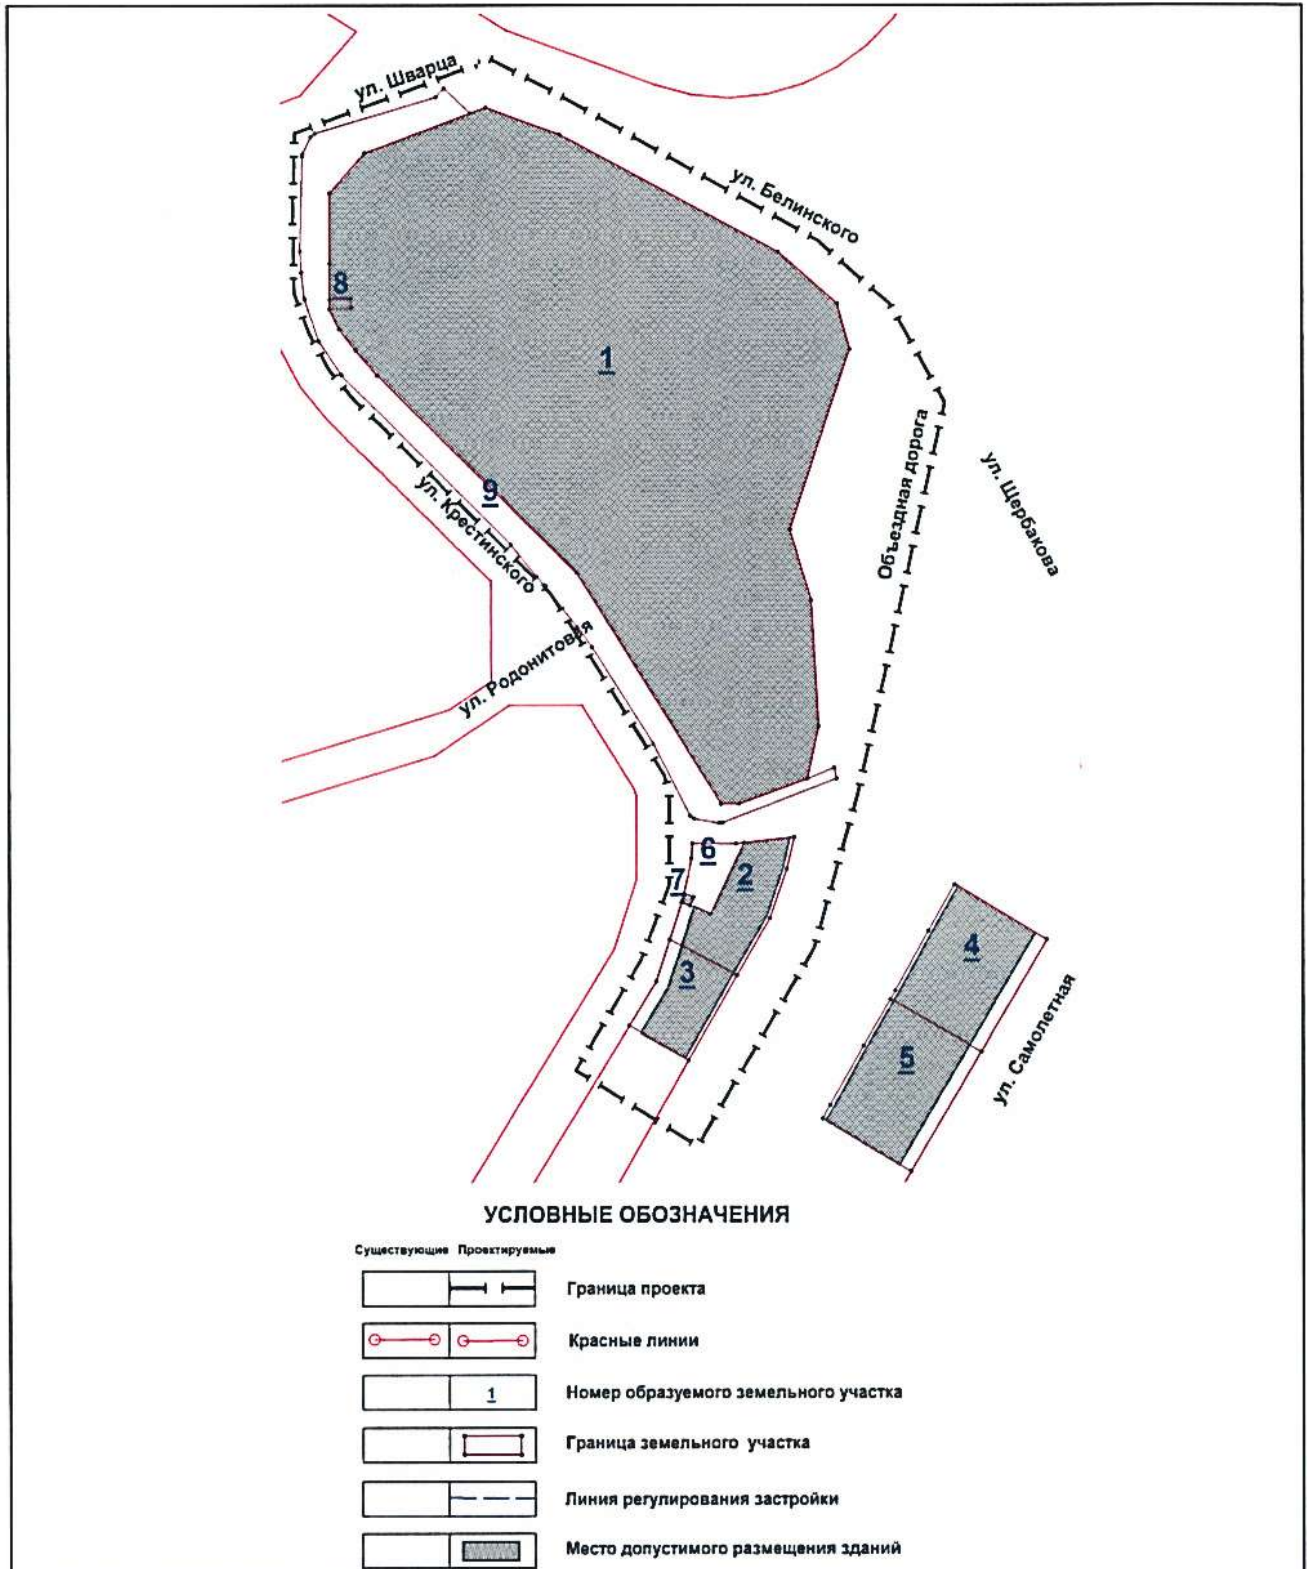 ул. Шварца
ул. Белинского
8
1
Объездная дорога
ул. Щербакова
9
ул. Крестинского
ул. Родонитовая
6
7
2
3
4
5
ул. Самолетная
УСЛОВНЫЕ ОБОЗНАЧЕНИЯ
Существующие Проектируемые
Граница проекта
Красные линии
1 Номер образуемого земельного участка
Граница земельного участка
Линия регулирования застройки
Место допустимого размещения зданий